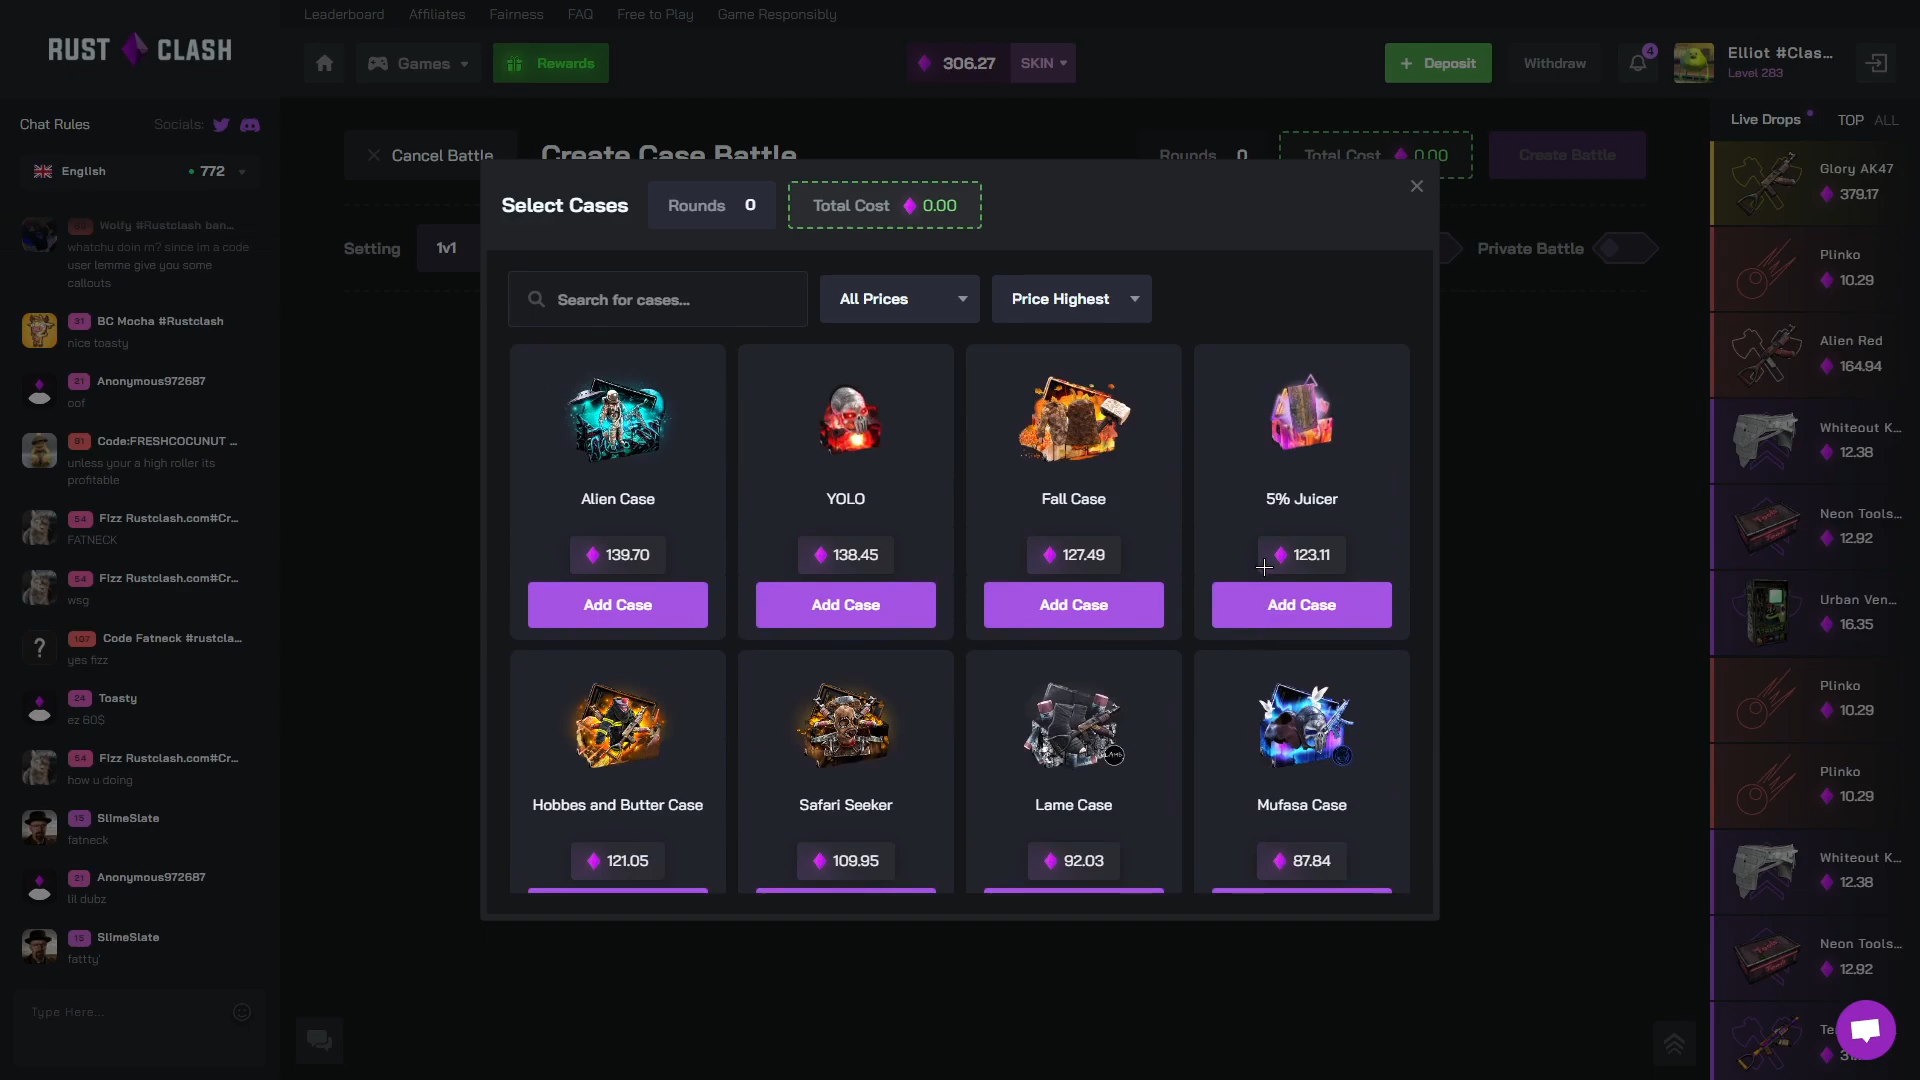 Leaderboard Affiliates Fairness FAQ Free to Play Game Responsibly
RUST CLASH
Games
Rewards
306.27
SKIN
+ Deposit
Withdraw
4
Elliot #Clas...
Level 283
Chat Rules
Socials:
English
772
Wolfy #Rustclash ban...
whatchu doin m? since im a code
user lemme give you some
callouts
31 BC Mocha #Rustclash
nice toasty
21 Anonymous972687
oof
81 Code:FRESHCOCUNUT ...
unless your a high roller its
profitable
54 Fizz Rustclash.com#Cr...
FATNECK
54 Fizz Rustclash.com#Cr...
wsg
? 107 Code Fatneck #rustcla...
yes fizz
24 Toasty
ez 60$
54 Fizz Rustclash.com#Cr...
how u doing
15 SlimeSlate
fatneck
21 Anonymous972687
lil dubz
15 SlimeSlate
fattty'
Type Here...
Cancel Battle
Create Case Battle
Rounds 0
Total Cost 0.00
Create Battle
Setting
1v1
Private Battle
Select Cases
Rounds 0
Total Cost 0.00
Search for cases...
All Prices
Price Highest
Alien Case
139.70
Add Case
YOLO
138.45
Add Case
Fall Case
127.49
Add Case
5% Juicer
123.11
Add Case
Hobbes and Butter Case
121.05
Safari Seeker
109.95
Lame Case
92.03
Mufasa Case
87.84
Live Drops
TOP ALL
Glory AK47
379.17
Plinko
10.29
Alien Red
164.94
Whiteout K...
12.38
Neon Tools...
12.92
Urban Ven...
16.35
Plinko
10.29
Plinko
10.29
Whiteout K...
12.38
Neon Tools...
12.92